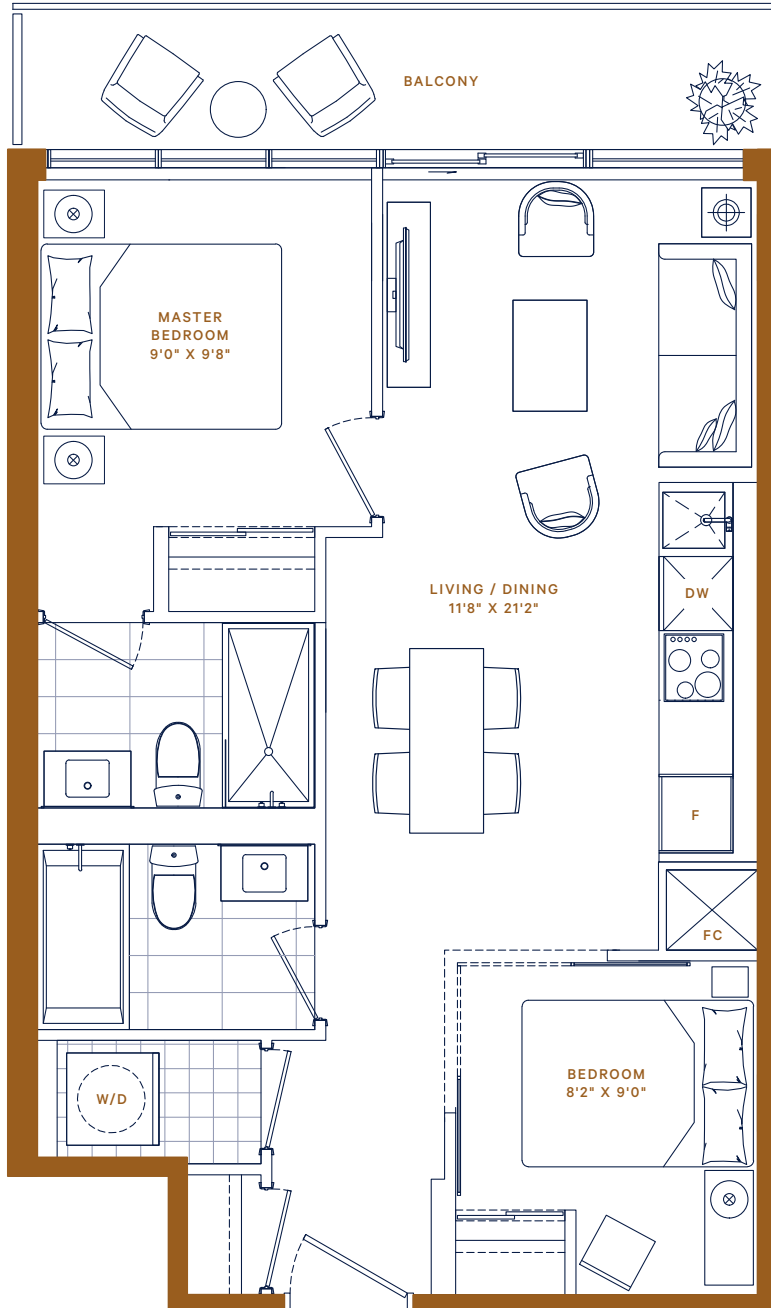 BALCONY
MASTER
BEDROOM
9'0" X 9'8"
LIVING / DINING
11'8" X 21'2"
DW
F
FC
BEDROOM
8'2" X 9'0"
W/D